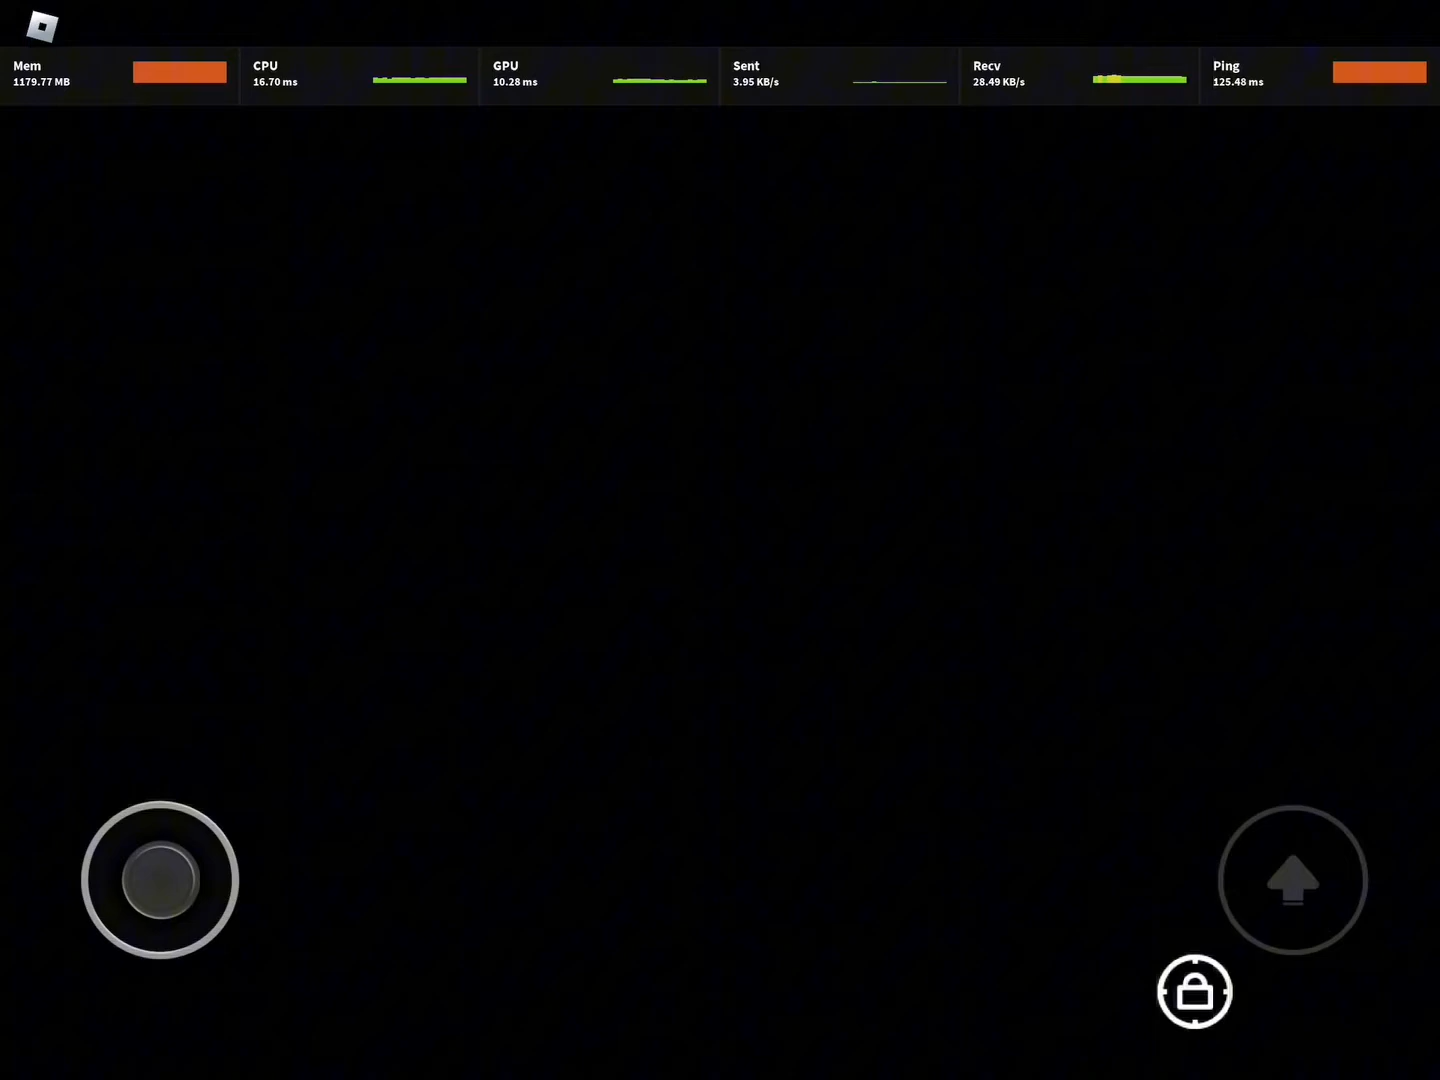 Mem
1179.77 MB
CPU
16.70 ms
GPU
10.28 ms
Sent
3.95 KB/s
Recv
28.49 KB/s
Ping
125.48 ms